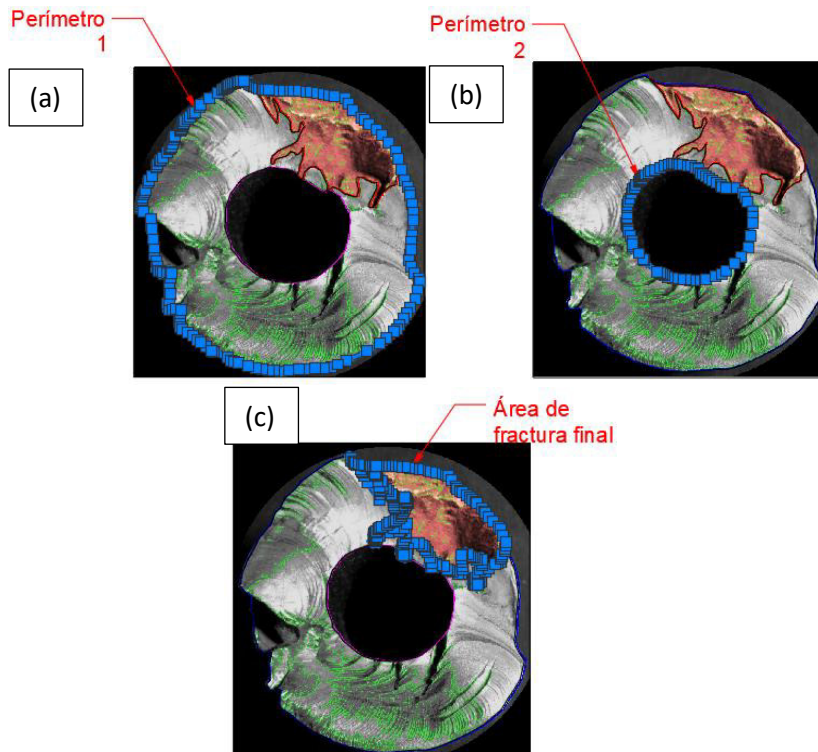 Perímetro
1
(a)
Perímetro
2
(b)
(c)
Área de
fractura final